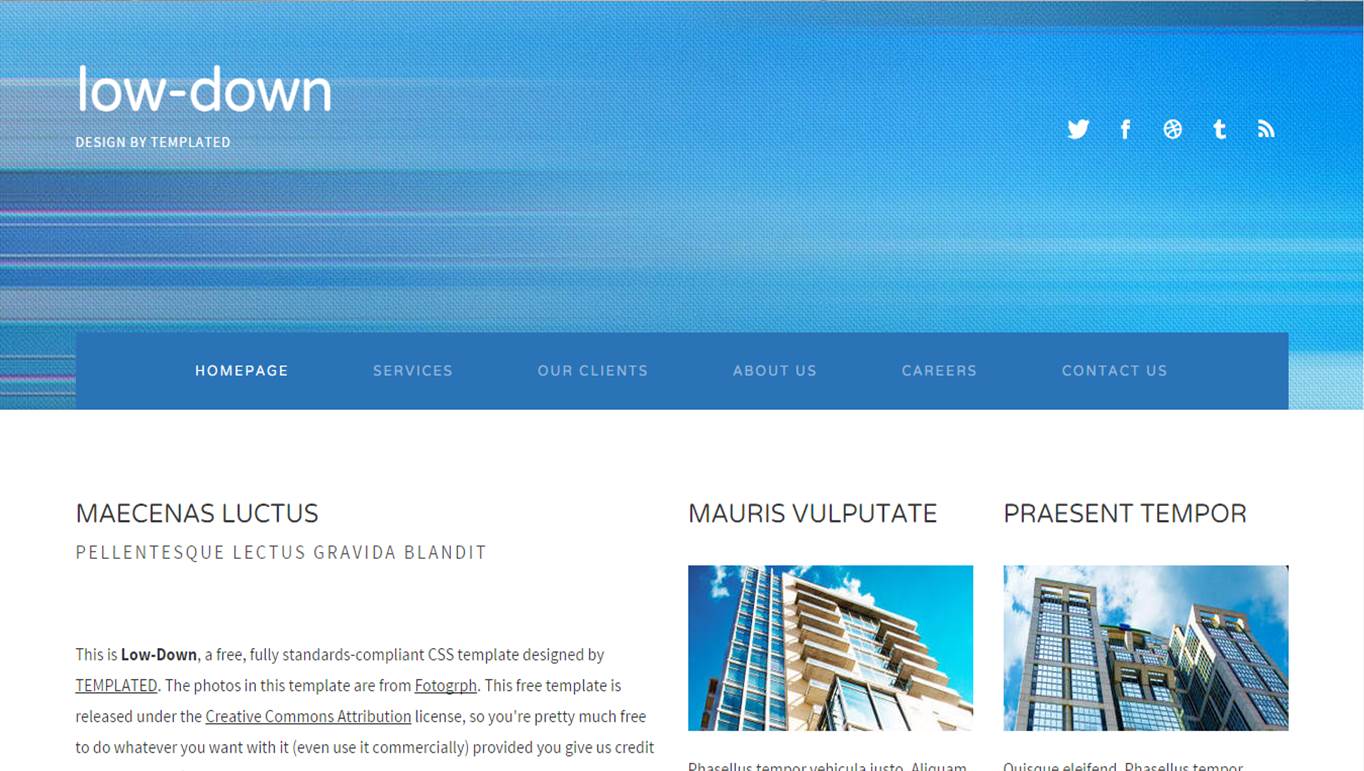 low-down
DESIGN BY TEMPLATED
HOMEPAGE SERVICES OUR CLIENTS ABOUT US CAREERS CONTACT US
MAECENAS LUCTUS
PELLENTESQUE LECTUS GRAVIDA BLANDIT
This is Low-Down, a free, fully standards-compliant CSS template designed by
TEMPLATED. The photos in this template are from Fotogrph. This free template is
released under the Creative Commons Attribution license, so you're pretty much free
to do whatever you want with it (even use it commercially) provided you give us credit
MAURIS VULPUTATE
Phasellus tempor vehicula justo. Aliquam
PRAESENT TEMPOR
Quisque eleifend. Phasellus tempor